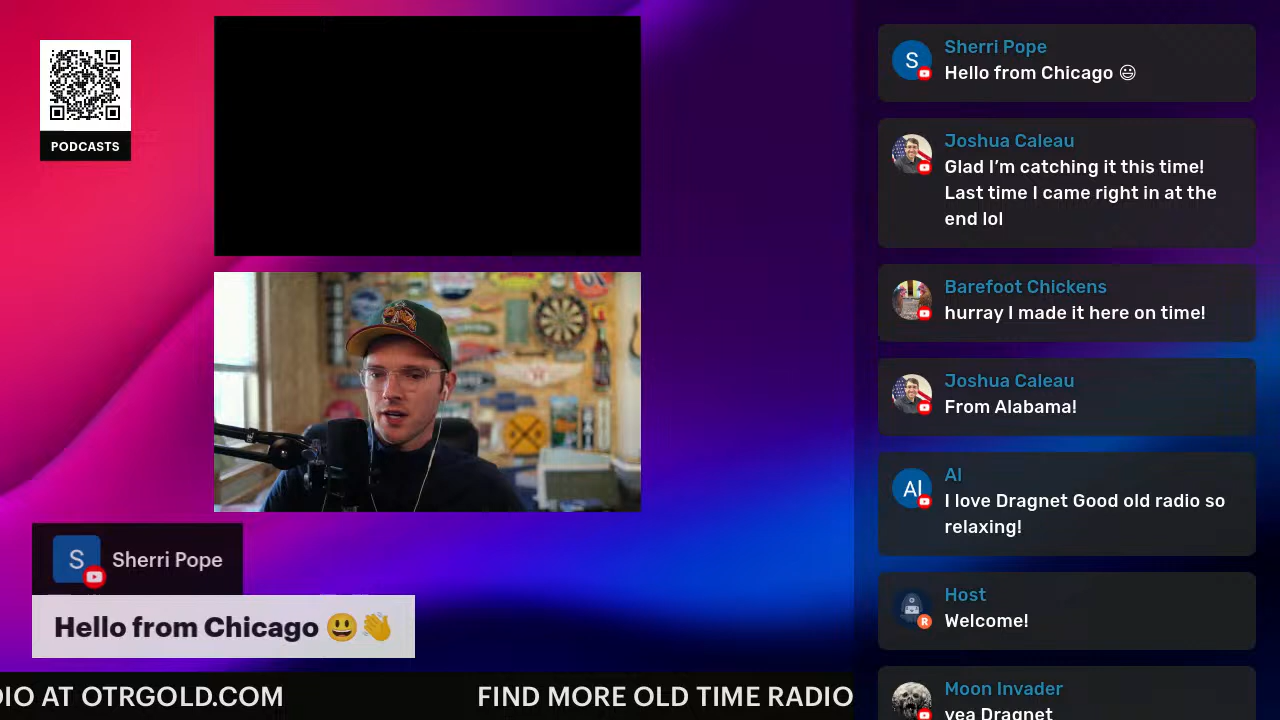 PODCASTS
S
Sherri Pope
Hello from Chicago 😃👋
DIO AT OTRGOLD.COM
FIND MORE OLD TIME RADIO
S
Sherri Pope
Hello from Chicago 😃
Joshua Caleau
Glad I’m catching it this time!
Last time I came right in at the
end lol
Barefoot Chickens
hurray I made it here on time!
Joshua Caleau
From Alabama!
Al
Al
I love Dragnet Good old radio so
relaxing!
Host
R
Welcome!
Moon Invader
yea Dragnet